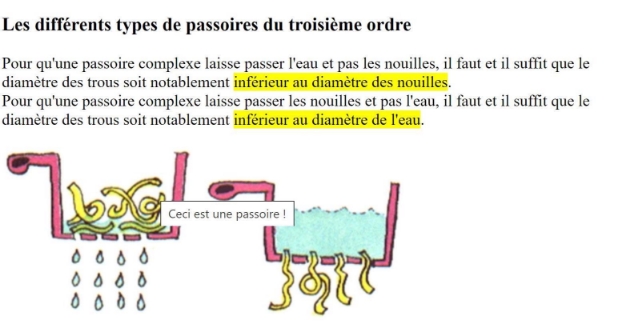 Les différents types de passoires du troisième ordre
Pour qu'une passoire complexe laisse passer l'eau et pas les nouilles, il faut et il suffit que le
diamètre des trous soit notablement inférieur au diamètre des nouilles.
Pour qu'une passoire complexe laisse passer les nouilles et pas l'eau, il faut et il suffit que le
diamètre des trous soit notablement inférieur au diamètre de l'eau.
Ceci est une passoire !